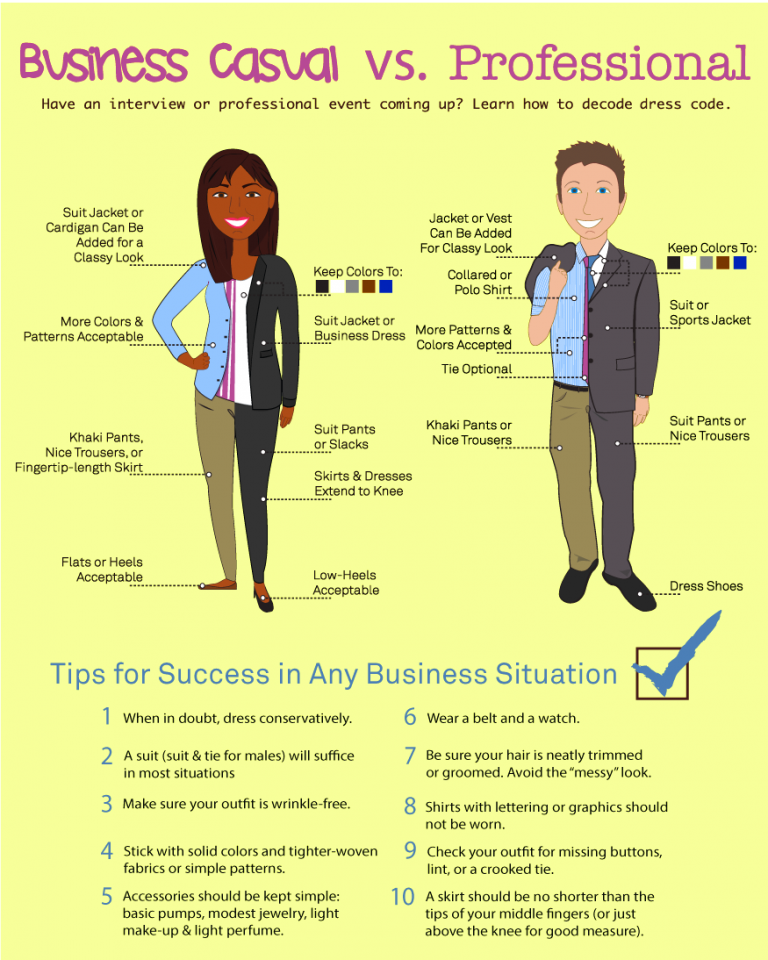 Business Casual vs. Professional
Have an interview or professional event coming up? Learn how to decode dress code.
Suit Jacket or
Cardigan Can Be
Added for a
Classy Look
More Colors &
Patterns Acceptable
Khaki Pants,
Nice Trousers, or
Fingertip-length Skirt
Flats or Heels
Acceptable
Keep Colors To:
Suit Jacket or
Business Dress
Suit Pants
or Slacks
Skirts & Dresses
Extend to Knee
Low-Heels
Acceptable
Jacket or Vest
Can Be Added
For Classy Look
Collared or
Polo Shirt
More Patterns &
Colors Accepted
Tie Optional
Khaki Pants or
Nice Trousers
Keep Colors To:
Suit or
Sports Jacket
Suit Pants or
Nice Trousers
Dress Shoes
Tips for Success in Any Business Situation
1 When in doubt, dress conservatively.
2 A suit (suit & tie for males) will suffice
in most situations
3 Make sure your outfit is wrinkle-free.
4 Stick with solid colors and tighter-woven
fabrics or simple patterns.
5 Accessories should be kept simple:
basic pumps, modest jewelry, light
make-up & light perfume.
6 Wear a belt and a watch.
7 Be sure your hair is neatly trimmed
or groomed. Avoid the “messy” look.
8 Shirts with lettering or graphics should
not be worn.
9 Check your outfit for missing buttons,
lint, or a crooked tie.
10 A skirt should be no shorter than the
tips of your middle fingers (or just
above the knee for good measure).